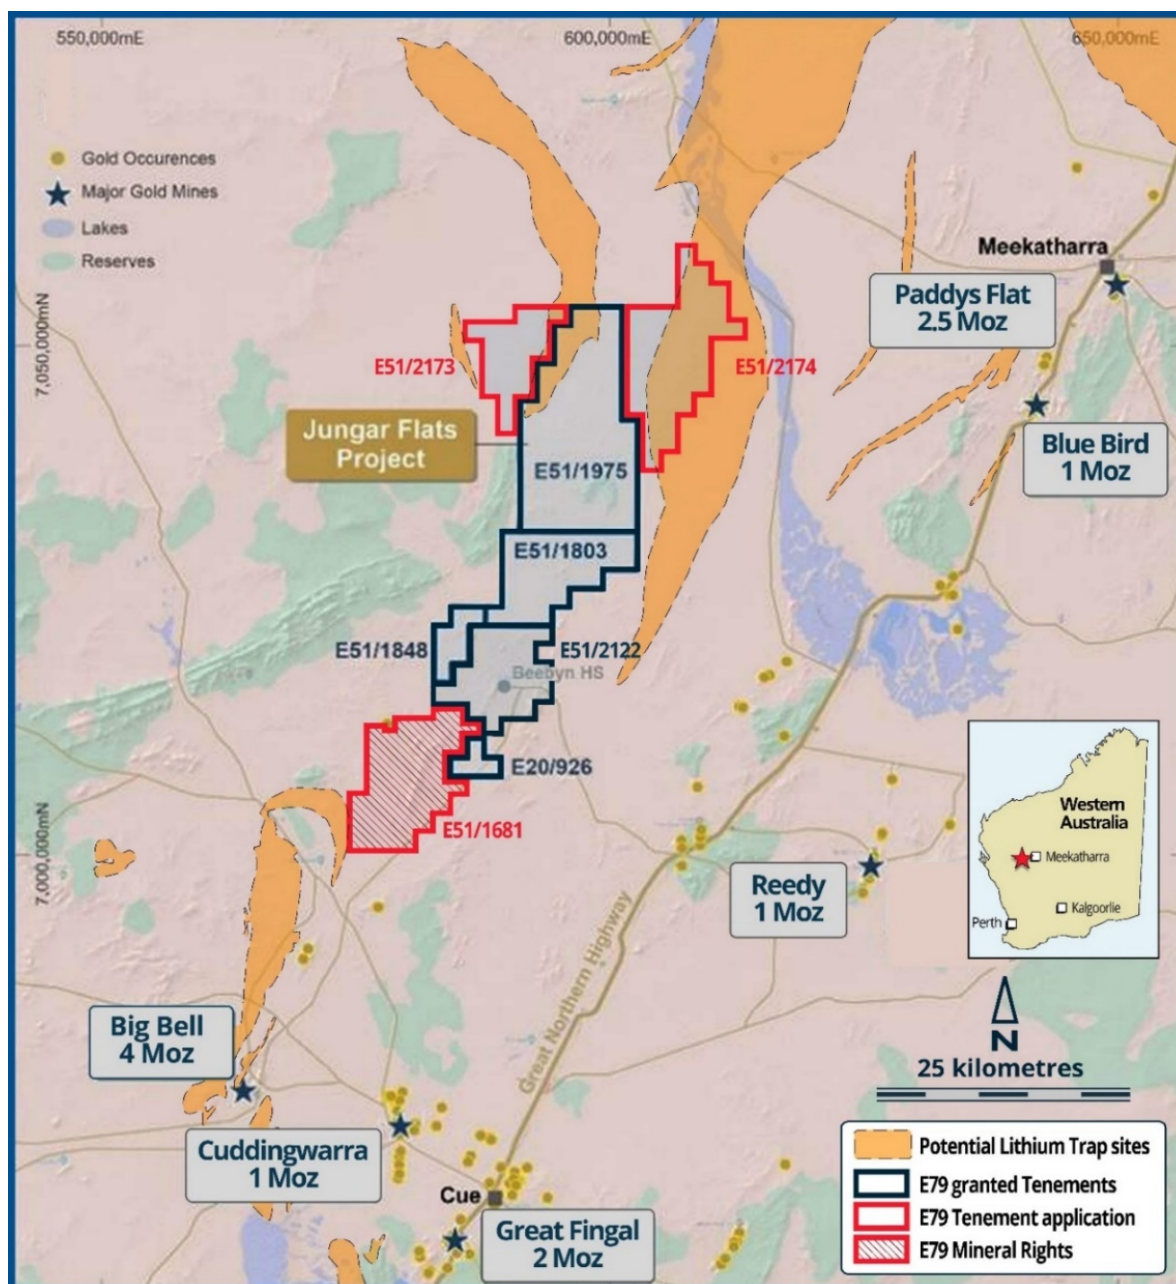 550,000mE
600,000mE
650,000mE
Gold Occurences
Major Gold Mines
Lakes
Reserves
Meekatharra
Paddys Flat
2.5 Moz
7,050,000mN
E51/2173
E51/2174
Jungar Flats
Project
Blue Bird
1 Moz
E51/1975
E51/1803
E51/1848
E51/2122
Beebyn HS
E20/926
E51/1681
7,000,000mN
Western
Australia
Meekatharra
Kalgoorlie
Perth
Reedy
1 Moz
Great Northern Highway
N
25 kilometres
Big Bell
4 Moz
Cuddingwarra
1 Moz
Cue
Great Fingal
2 Moz
Potential Lithium Trap sites
E79 granted Tenements
E79 Tenement application
E79 Mineral Rights